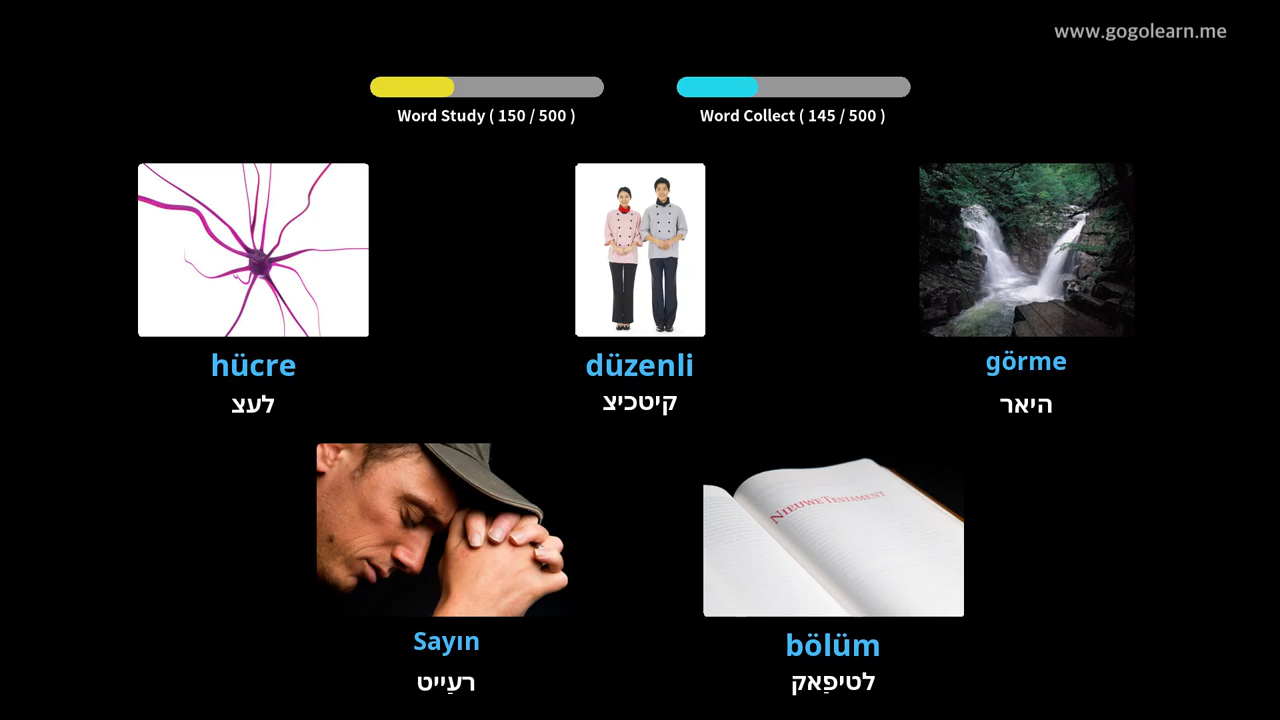 www.gogolearn.me
Word Study ( 150 / 500 )
Word Collect ( 145 / 500 )
hücre
לעצ
düzenli
קיטכיצ
görme
היאר
Sayın
רעַייט
bölüm
לטיפַאק